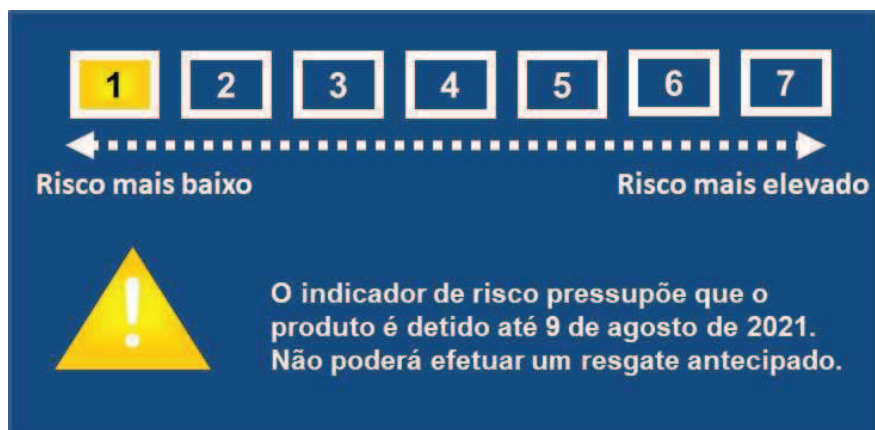 1 2 3 4 5 6 7
Risco mais baixo Risco mais elevado
!
O indicador de risco pressupõe que o
produto é detido até 9 de agosto de 2021.
Não poderá efetuar um resgate antecipado.